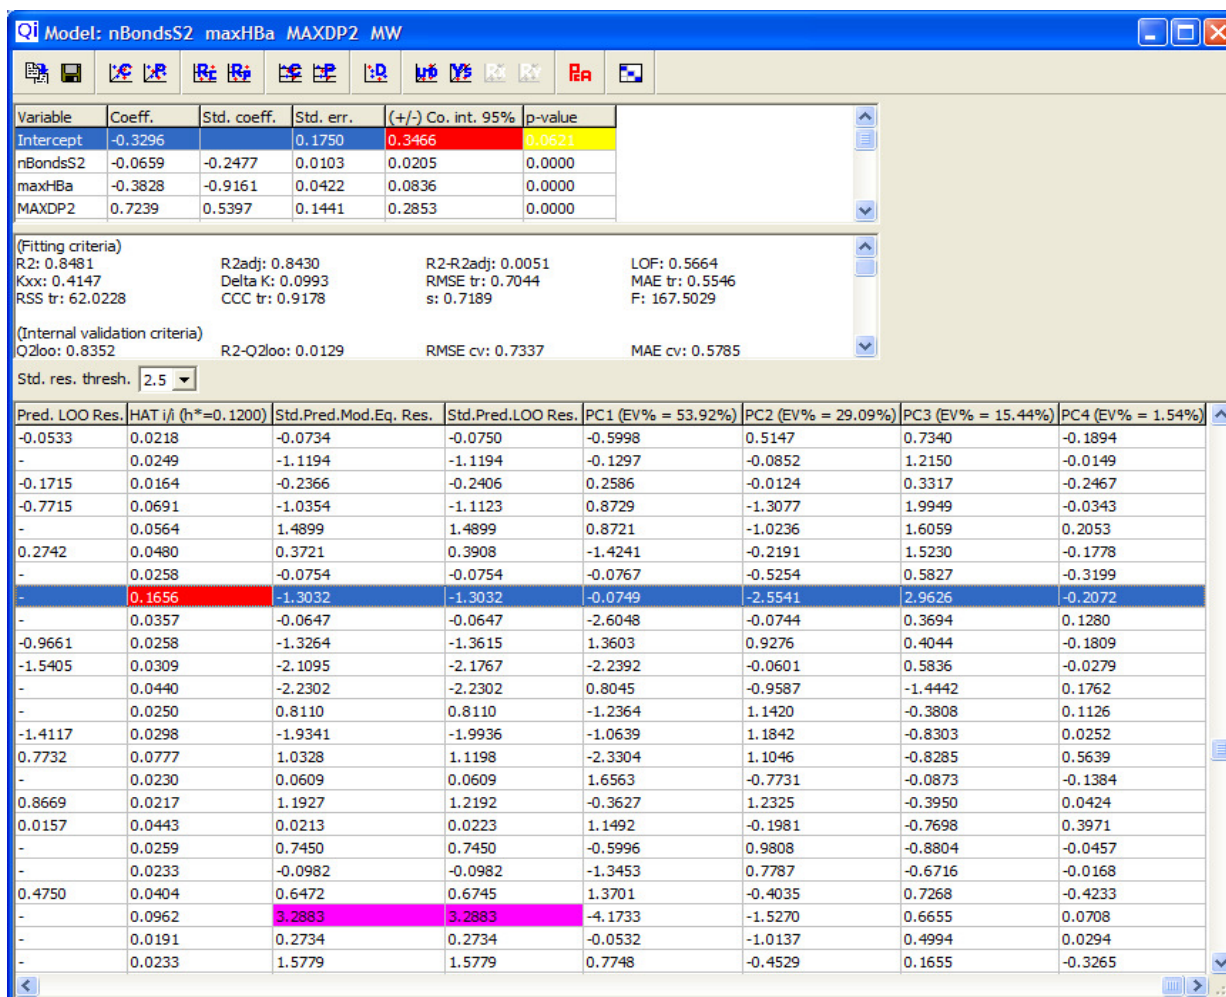 Qi Model: nBondsS2 maxHBa MAXDP2 MW
Variable Coeff. Std. coeff. Std. err. (+/-) Co. int. 95% p-value
Intercept -0.3296 0.1750 0.3466 0.0621
nBondsS2 -0.0659 -0.2477 0.0103 0.0205 0.0000
maxHBa -0.3828 -0.9161 0.0422 0.0836 0.0000
MAXDP2 0.7239 0.5397 0.1441 0.2853 0.0000
(Fitting criteria)
R2: 0.8481 R2adj: 0.8430 R2-R2adj: 0.0051 LOF: 0.5664
Kxx: 0.4147 Delta K: 0.0993 RMSE tr: 0.7044 MAE tr: 0.5546
RSS tr: 62.0228 CCC tr: 0.9178 s: 0.7189 F: 167.5029
(Internal validation criteria)
Q2loo: 0.8352 R2-Q2loo: 0.0129 RMSE cv: 0.7337 MAE cv: 0.5785
Std. res. thresh. 2.5
Pred. LOO Res. HAT i/i (h*=0.1200) Std.Pred.Mod.Eq. Res. Std.Pred.LOO Res. PC1 (EV% = 53.92%) PC2 (EV% = 29.09%) PC3 (EV% = 15.44%) PC4 (EV% = 1.54%)
-0.0533 0.0218 -0.0734 -0.0750 -0.5998 0.5147 0.7340 -0.1894
- 0.0249 -1.1194 -1.1194 -0.1297 -0.0852 1.2150 -0.0149
-0.1715 0.0164 -0.2366 -0.2406 0.2586 -0.0124 0.3317 -0.2467
-0.7715 0.0691 -1.0354 -1.1123 0.8729 -1.3077 1.9949 -0.0343
- 0.0564 1.4899 1.4899 0.8721 -1.0236 1.6059 0.2053
0.2742 0.0480 0.3721 0.3908 -1.4241 -0.2191 1.5230 -0.1778
- 0.0258 -0.0754 -0.0754 -0.0767 -0.5254 0.5827 -0.3199
- 0.1656 -1.3032 -1.3032 -0.0749 -2.5541 2.9626 -0.2072
- 0.0357 -0.0647 -0.0647 -2.6048 -0.0744 0.3694 0.1280
-0.9661 0.0258 -1.3264 -1.3615 1.3603 0.9276 0.4044 -0.1809
-1.5405 0.0309 -2.1095 -2.1767 -2.2392 -0.0601 0.5836 -0.0279
- 0.0440 -2.2302 -2.2302 0.8045 -0.9587 -1.4442 0.1762
- 0.0250 0.8110 0.8110 -1.2364 1.1420 -0.3808 0.1126
-1.4117 0.0298 -1.9341 -1.9936 -1.0639 1.1842 -0.8303 0.0252
0.7732 0.0777 1.0328 1.1198 -2.3304 1.1046 -0.8285 0.5639
- 0.0230 0.0609 0.0609 1.6563 -0.7731 -0.0873 -0.1384
0.8669 0.0217 1.1927 1.2192 -0.3627 1.2325 -0.3950 0.0424
0.0157 0.0443 0.0213 0.0223 1.1492 -0.1981 -0.7698 0.3971
- 0.0259 0.7450 0.7450 -0.5996 0.9808 -0.8804 -0.0457
- 0.0233 -0.0982 -0.0982 -1.3453 0.7787 -0.6716 -0.0168
0.4750 0.0404 0.6472 0.6745 1.3701 -0.4035 0.7268 -0.4233
- 0.0962 3.2883 3.2883 -4.1733 -1.5270 0.6655 0.0708
- 0.0191 0.2734 0.2734 -0.0532 -1.0137 0.4994 0.0294
- 0.0233 1.5779 1.5779 0.7748 -0.4529 0.1655 -0.3265